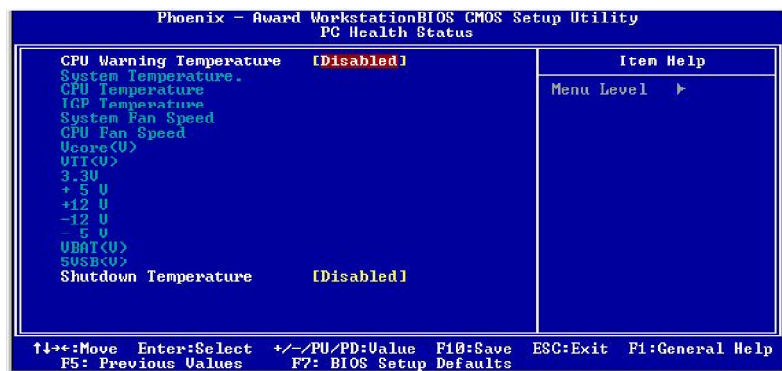 Phoenix - Award WorkstationBIOS CMOS Setup Utility
PC Health Status
CPU Warning Temperature [Disabled]
System Temperature.
CPU Temperature
IGP Temperature
System Fan Speed
CPU Fan Speed
Vcore(V)
VTT(V)
3.3V
+ 5 V
+12 V
-12 V
- 5 V
VBAT(V)
5VSB(V)
Shutdown Temperature [Disabled]
Item Help
Menu Level ▶
↑↓→←:Move Enter:Select +/-/PU/PD:Value F10:Save ESC:Exit F1:General Help
F5: Previous Values F7: BIOS Setup Defaults